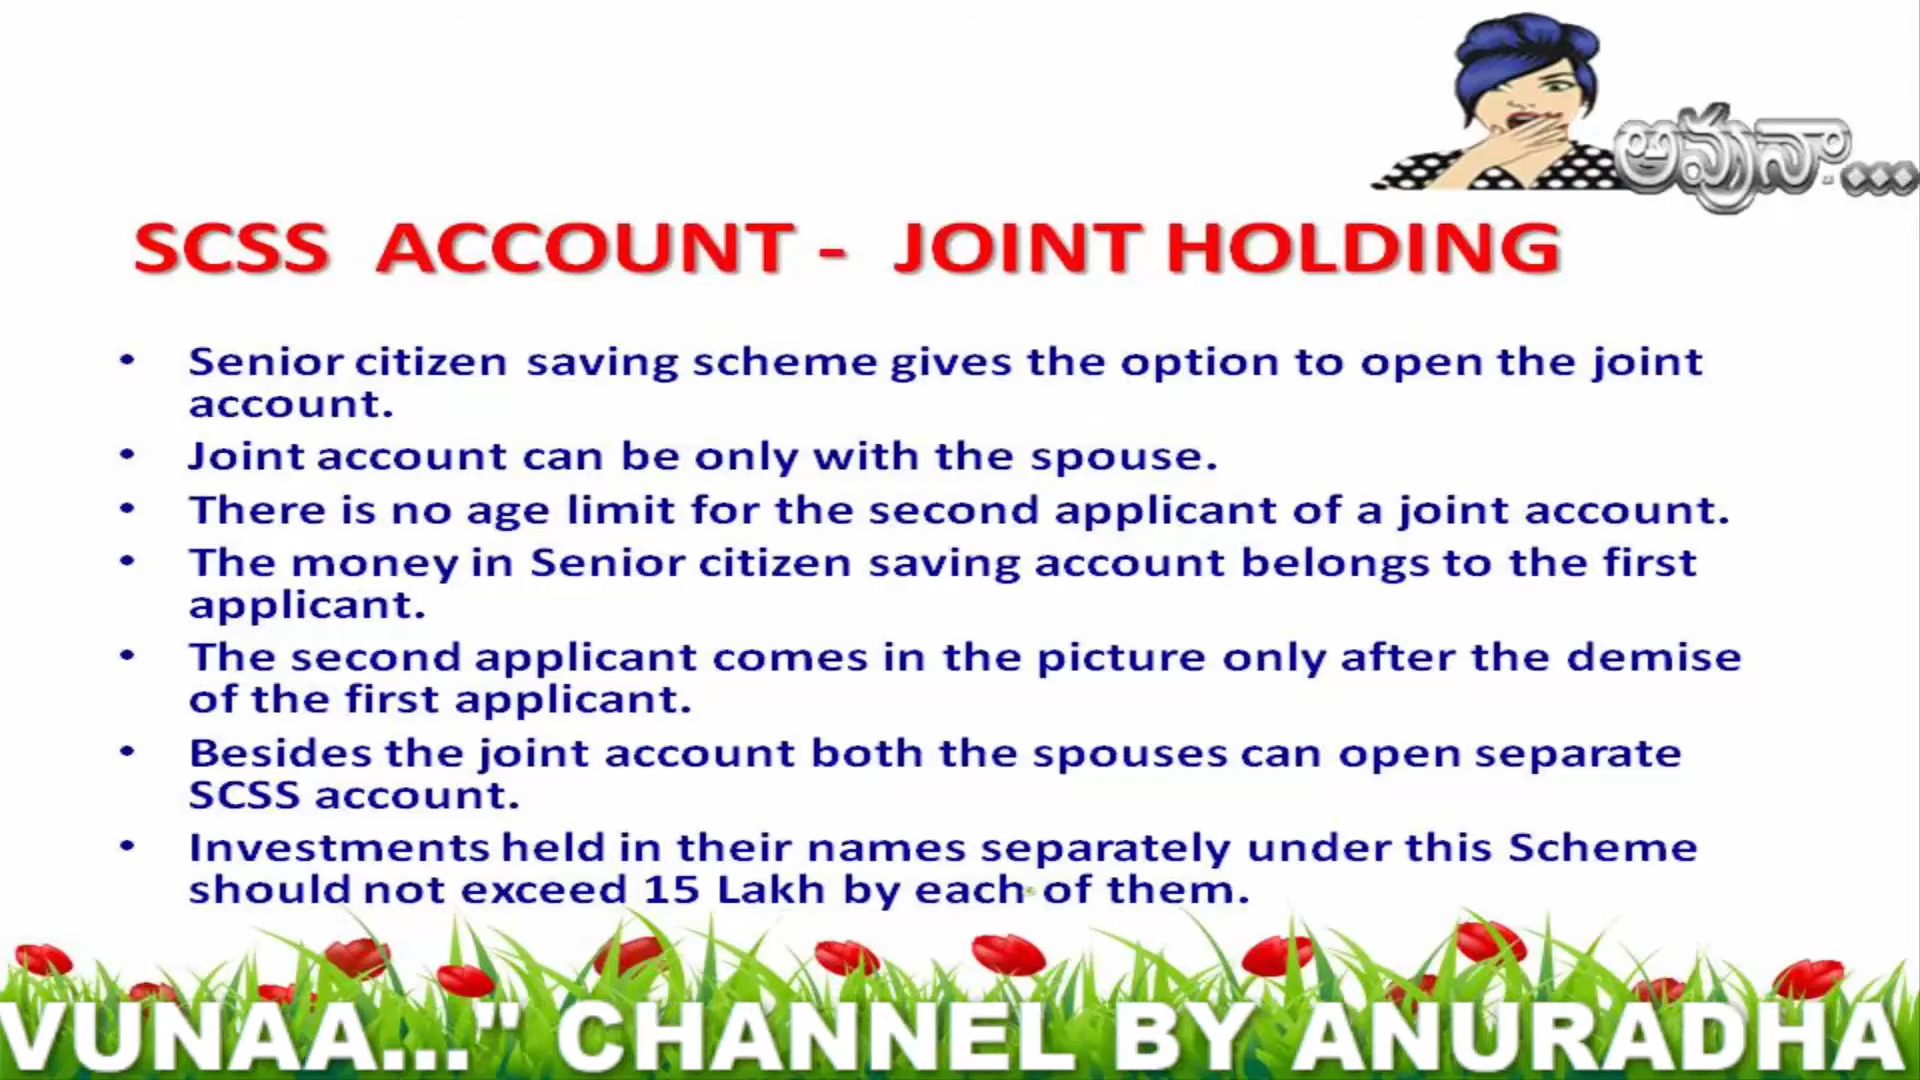 అవునా...
SCSS ACCOUNT - JOINT HOLDING
• Senior citizen saving scheme gives the option to open the joint
account.
• Joint account can be only with the spouse.
• There is no age limit for the second applicant of a joint account.
• The money in Senior citizen saving account belongs to the first
applicant.
• The second applicant comes in the picture only after the demise
of the first applicant.
• Besides the joint account both the spouses can open separate
SCSS account.
• Investments held in their names separately under this Scheme
should not exceed 15 Lakh by each of them.
VUNAA..." CHANNEL BY ANURADHA